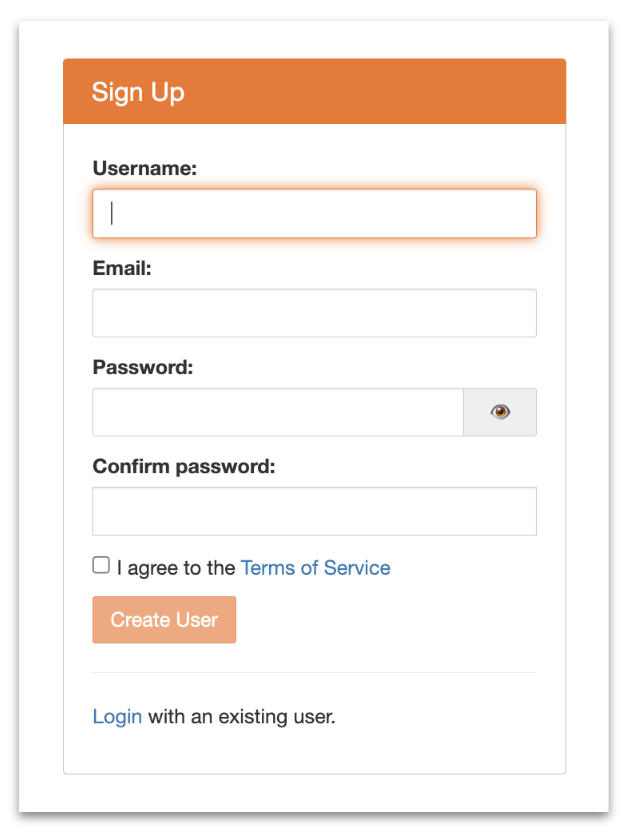 Sign Up
Username:
Email:
Password:
Confirm password:
I agree to the Terms of Service
Create User
Login with an existing user.